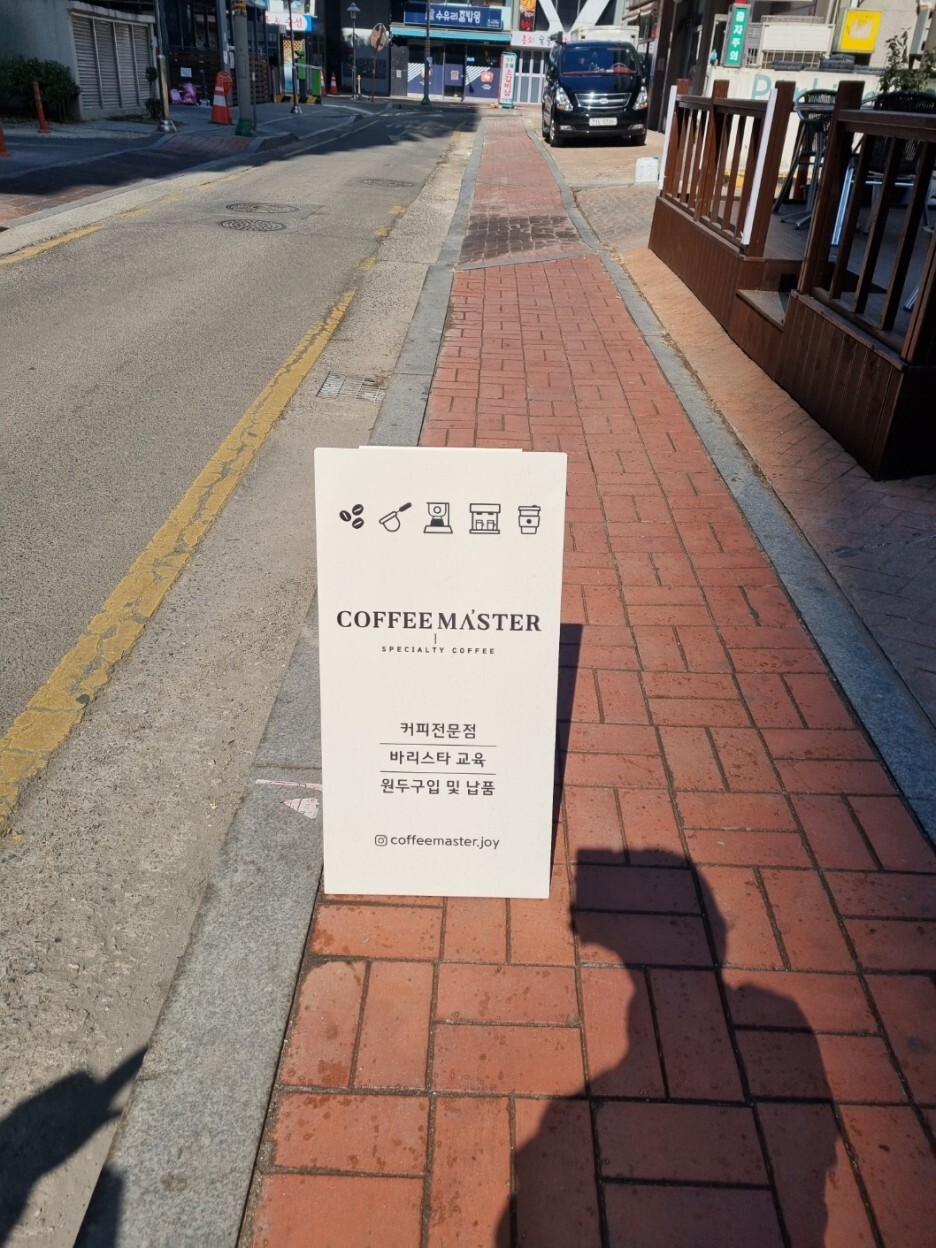 COFFEE MASTER
SPECIALTY COFFEE
커피전문점
바리스타 교육
원두구입 및 납품
coffeemaster.joy